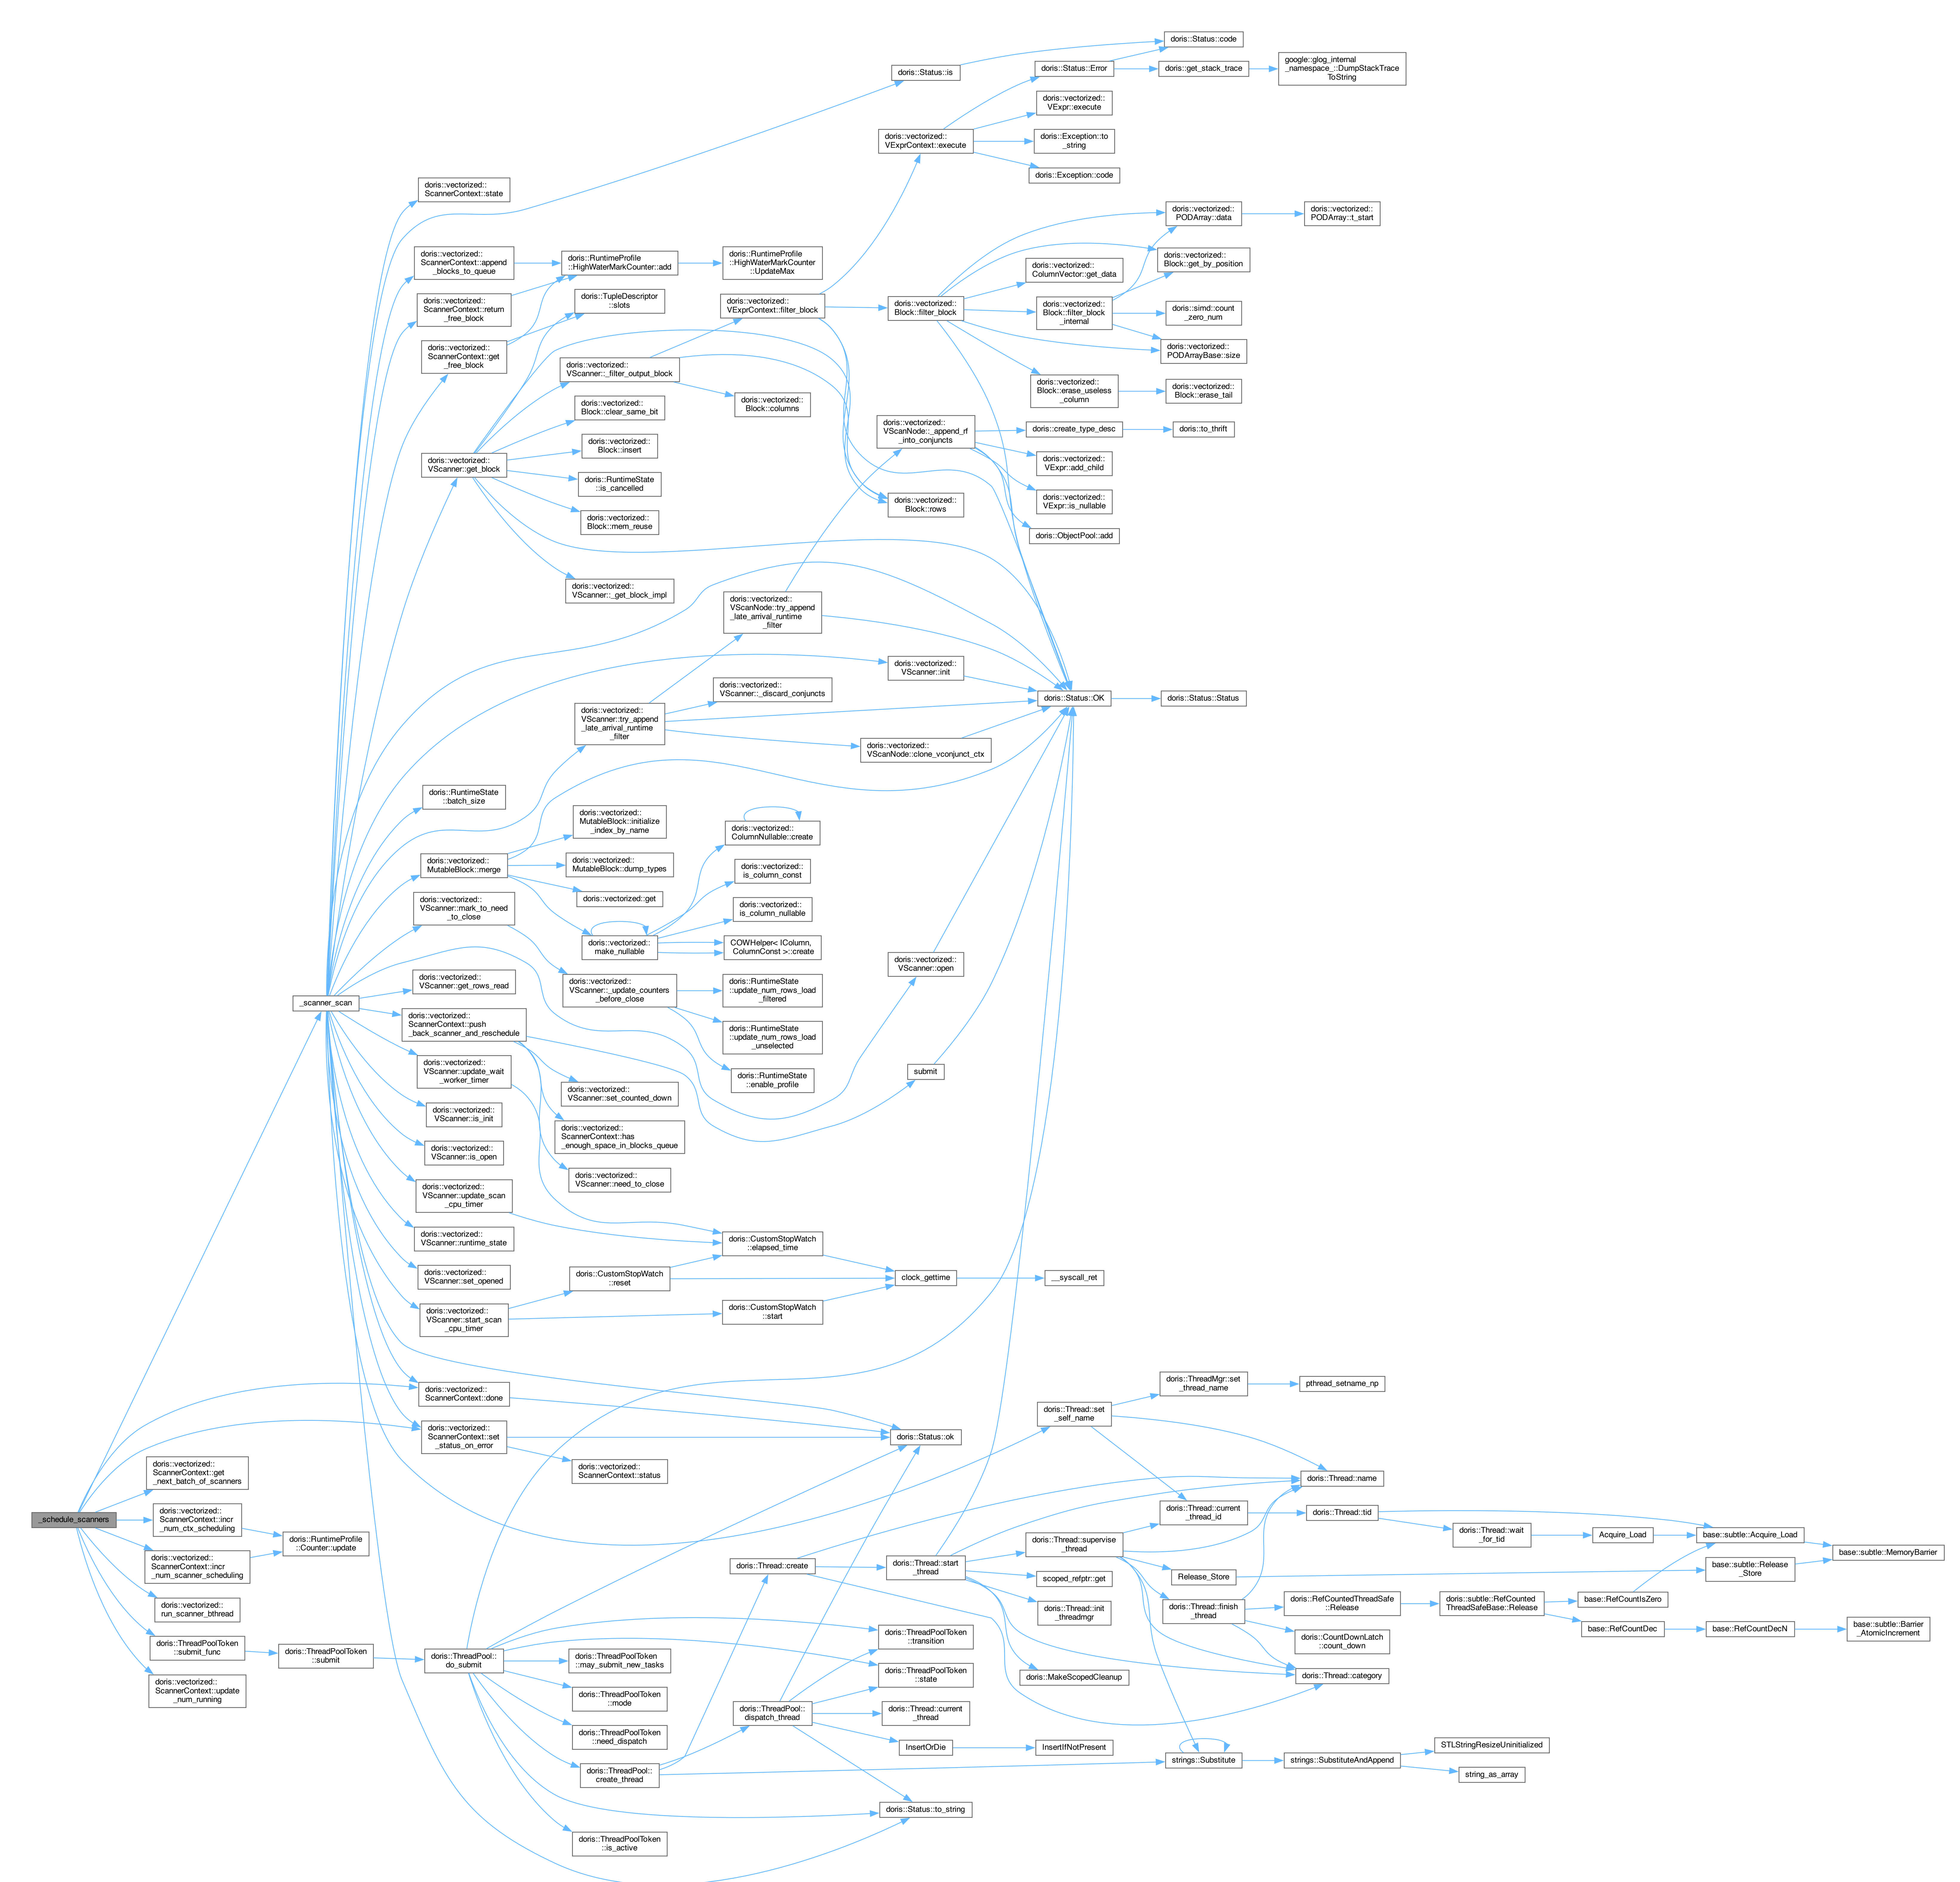 doris::Status::code
doris::Status::is
doris::Status::Error
doris::get_stack_trace
google::glog_internal
_namespace_::DumpStackTrace
ToString
doris::vectorized::
VExpr::execute
doris::vectorized::
VExprContext::execute
doris::Exception::to
_string
doris::Exception::code
doris::vectorized::
ScannerContext::state
doris::vectorized::
PODArray::data
doris::vectorized::
PODArray::t_start
doris::vectorized::
ScannerContext::append
_blocks_to_queue
doris::RuntimeProfile
::HighWaterMarkCounter::add
doris::RuntimeProfile
::HighWaterMarkCounter
::UpdateMax
doris::vectorized::
Block::get_by_position
doris::vectorized::
ColumnVector::get_data
doris::vectorized::
ScannerContext::return
_free_block
doris::TupleDescriptor
::slots
doris::vectorized::
VExprContext::filter_block
doris::vectorized::
Block::filter_block
doris::vectorized::
Block::filter_block
_internal
doris::simd::count
_zero_num
doris::vectorized::
PODArrayBase::size
doris::vectorized::
ScannerContext::get
_free_block
doris::vectorized::
VScanner::_filter_output_block
doris::vectorized::
Block::erase_useless
_column
doris::vectorized::
Block::erase_tail
doris::vectorized::
Block::clear_same_bit
doris::vectorized::
Block::columns
doris::vectorized::
VScanNode::_append_rf
_into_conjuncts
doris::create_type_desc
doris::to_thrift
doris::vectorized::
Block::insert
doris::vectorized::
VScanner::get_block
doris::vectorized::
VExpr::add_child
doris::RuntimeState
::is_cancelled
doris::vectorized::
VExpr::is_nullable
doris::vectorized::
Block::rows
doris::vectorized::
Block::mem_reuse
doris::ObjectPool::add
doris::vectorized::
VScanner::_get_block_impl
doris::vectorized::
VScanNode::try_append
_late_arrival_runtime
_filter
doris::vectorized::
VScanner::init
doris::vectorized::
VScanner::_discard_conjuncts
doris::Status::OK
doris::Status::Status
doris::vectorized::
VScanner::try_append
_late_arrival_runtime
_filter
doris::vectorized::
VScanNode::clone_vconjunct_ctx
doris::RuntimeState
::batch_size
doris::vectorized::
MutableBlock::initialize
_index_by_name
doris::vectorized::
ColumnNullable::create
doris::vectorized::
MutableBlock::merge
doris::vectorized::
MutableBlock::dump_types
doris::vectorized::
is_column_const
doris::vectorized::get
doris::vectorized::
VScanner::mark_to_need
_to_close
doris::vectorized::
is_column_nullable
doris::vectorized::
make_nullable
COWHelper< IColumn,
ColumnConst >::create
doris::vectorized::
VScanner::open
doris::vectorized::
VScanner::get_rows_read
doris::vectorized::
VScanner::_update_counters
_before_close
doris::RuntimeState
::update_num_rows_load
_filtered
_scanner_scan
doris::vectorized::
ScannerContext::push
_back_scanner_and_reschedule
doris::RuntimeState
::update_num_rows_load
_unselected
doris::vectorized::
VScanner::update_wait
_worker_timer
submit
doris::RuntimeState
::enable_profile
doris::vectorized::
VScanner::set_counted_down
doris::vectorized::
VScanner::is_init
doris::vectorized::
ScannerContext::has
_enough_space_in_blocks_queue
doris::vectorized::
VScanner::is_open
doris::vectorized::
VScanner::need_to_close
doris::vectorized::
VScanner::update_scan
_cpu_timer
doris::vectorized::
VScanner::runtime_state
doris::CustomStopWatch
::elapsed_time
doris::vectorized::
VScanner::set_opened
doris::CustomStopWatch
::reset
clock_gettime
__syscall_ret
doris::vectorized::
VScanner::start_scan
_cpu_timer
doris::CustomStopWatch
::start
doris::vectorized::
ScannerContext::done
doris::ThreadMgr::set
_thread_name
pthread_setname_np
doris::vectorized::
ScannerContext::set
_status_on_error
doris::Status::ok
doris::Thread::set
_self_name
doris::vectorized::
ScannerContext::status
doris::Thread::name
doris::vectorized::
ScannerContext::get
_next_batch_of_scanners
_schedule_scanners
doris::vectorized::
ScannerContext::incr
_num_ctx_scheduling
doris::RuntimeProfile
::Counter::update
doris::vectorized::
ScannerContext::incr
_num_scanner_scheduling
doris::vectorized::
run_scanner_bthread
doris::ThreadPoolToken
::submit_func
doris::ThreadPoolToken
::submit
doris::vectorized::
ScannerContext::update
_num_running
doris::Thread::current
_thread_id
doris::Thread::tid
doris::Thread::wait
_for_tid
Acquire_Load
base::subtle::Acquire_Load
base::subtle::MemoryBarrier
doris::Thread::supervise
_thread
doris::Thread::create
doris::Thread::start
_thread
scoped_refptr::get
Release_Store
base::subtle::Release
_Store
doris::Thread::init
_threadmgr
doris::Thread::finish
_thread
doris::RefCountedThreadSafe
::Release
doris::subtle::RefCounted
ThreadSafeBase::Release
base::RefCountIsZero
base::RefCountDec
base::RefCountDecN
base::subtle::Barrier
_AtomicIncrement
doris::CountDownLatch
::count_down
doris::ThreadPoolToken
::transition
doris::ThreadPool::
do_submit
doris::ThreadPoolToken
::may_submit_new_tasks
doris::ThreadPoolToken
::state
doris::MakeScopedCleanup
doris::Thread::category
doris::ThreadPoolToken
::mode
doris::ThreadPool::
dispatch_thread
doris::Thread::current
_thread
doris::ThreadPoolToken
::need_dispatch
InsertOrDie
InsertIfNotPresent
doris::ThreadPool::
create_thread
strings::Substitute
strings::SubstituteAndAppend
STLStringResizeUninitialized
string_as_array
doris::Status::to_string
doris::ThreadPoolToken
::is_active